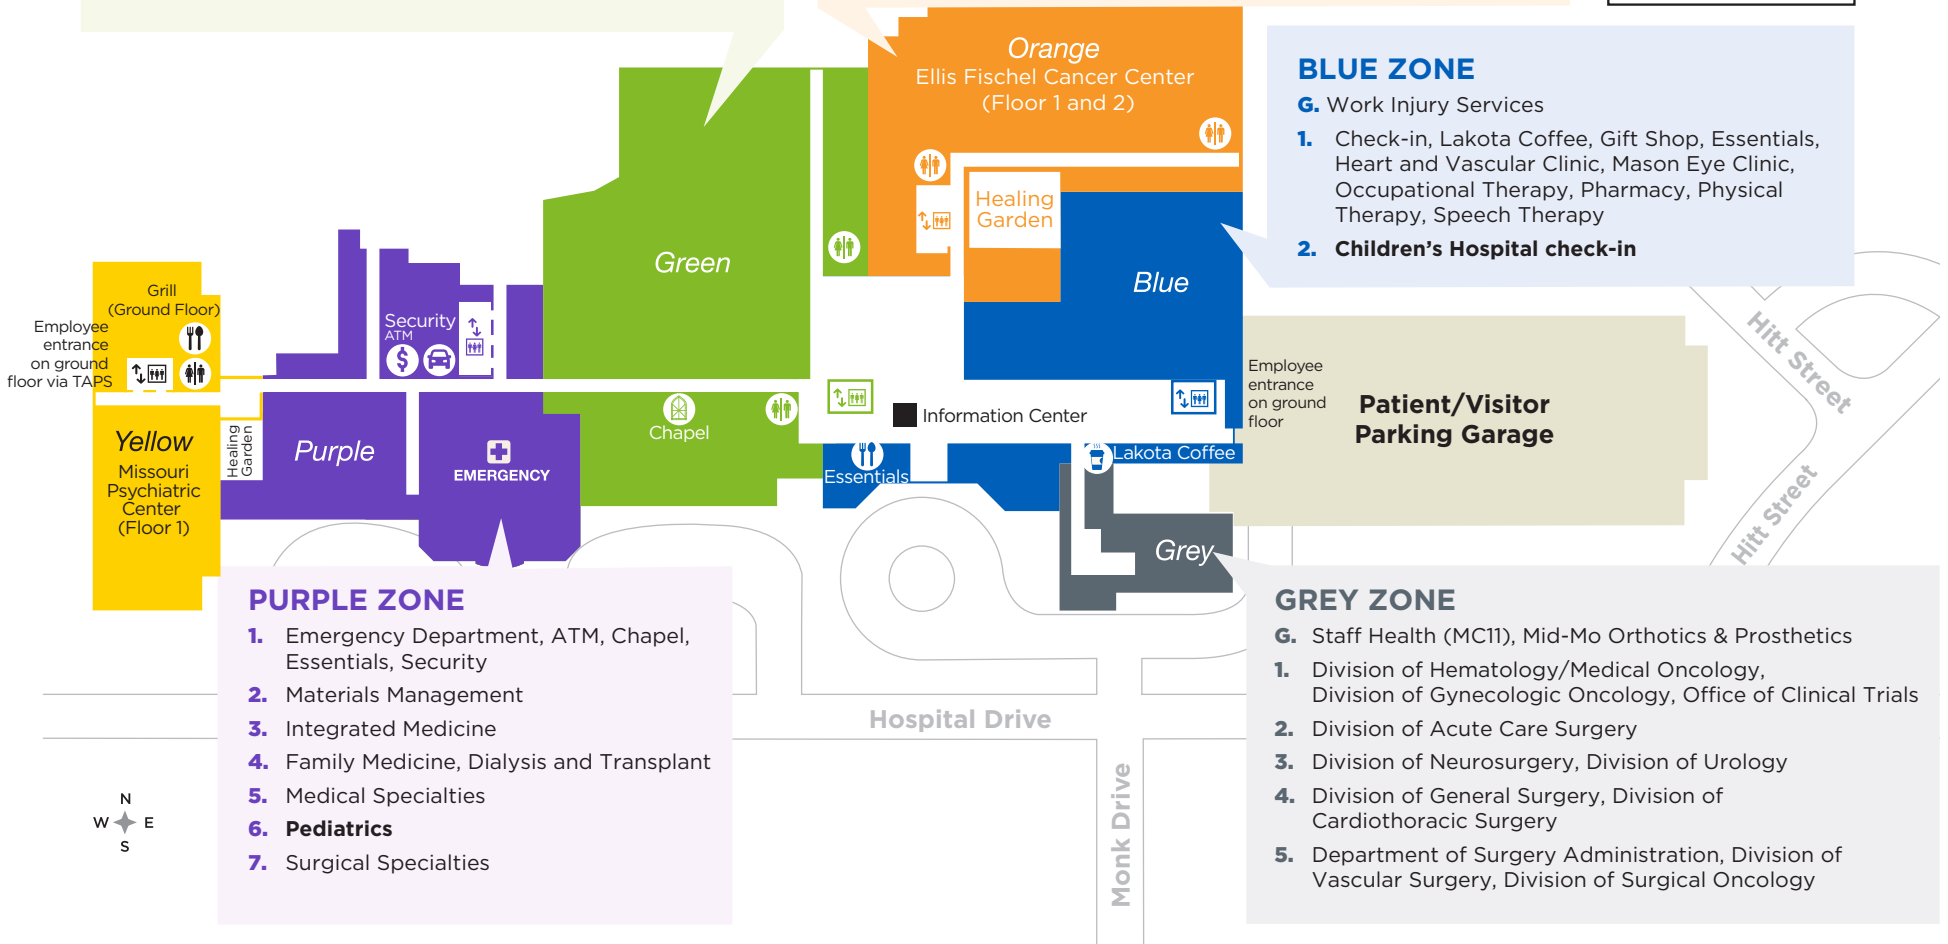 Orange
Ellis Fischel Cancer Center
(Floor 1 and 2)
BLUE ZONE
G. Work Injury Services
1. Check-in, Lakota Coffee, Gift Shop, Essentials,
Heart and Vascular Clinic, Mason Eye Clinic,
Occupational Therapy, Pharmacy, Physical
Therapy, Speech Therapy
2. Children's Hospital check-in
Healing
Garden
Green
Blue
Grill
(Ground Floor)
Employee
entrance
on ground
floor via TAPS
Security
ATM
$
Hitt Street
Employee
entrance
on ground
floor
Patient/Visitor
Parking Garage
Information Center
Chapel
Yellow
Missouri
Psychiatric
Center
(Floor 1)
Healing
Garden
Purple
EMERGENCY
Essentials
Lakota Coffee
Grey
Hitt Street
PURPLE ZONE
1. Emergency Department, ATM, Chapel,
Essentials, Security
2. Materials Management
3. Integrated Medicine
4. Family Medicine, Dialysis and Transplant
5. Medical Specialties
6. Pediatrics
7. Surgical Specialties
GREY ZONE
G. Staff Health (MC11), Mid-Mo Orthotics & Prosthetics
1. Division of Hematology/Medical Oncology,
Division of Gynecologic Oncology, Office of Clinical Trials
2. Division of Acute Care Surgery
3. Division of Neurosurgery, Division of Urology
4. Division of General Surgery, Division of
Cardiothoracic Surgery
5. Department of Surgery Administration, Division of
Vascular Surgery, Division of Surgical Oncology
Hospital Drive
Monk Drive
N
W E
S